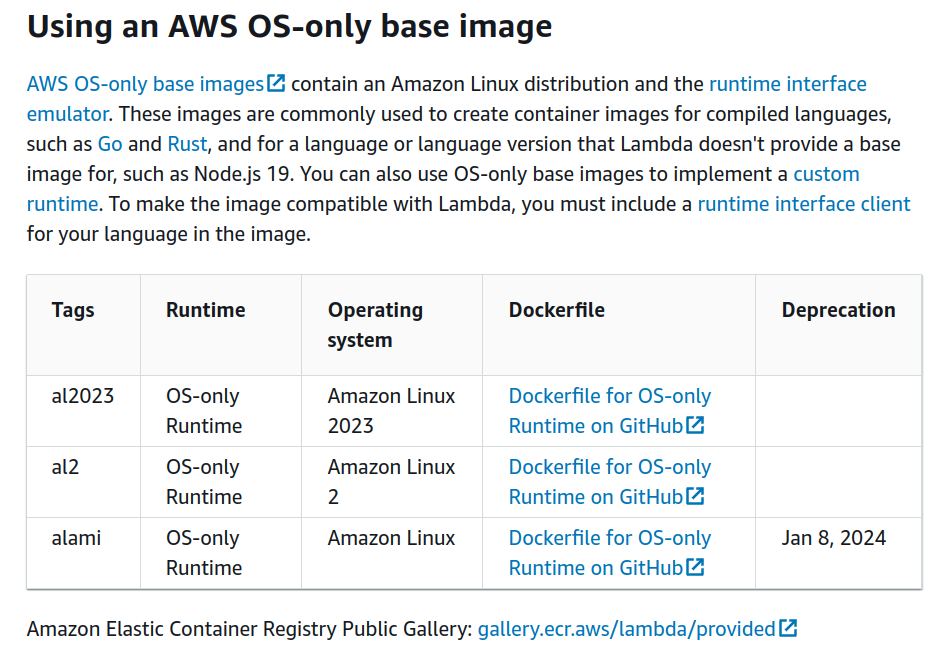 Using an AWS OS-only base image
AWS OS-only base images contain an Amazon Linux distribution and the runtime interface
emulator. These images are commonly used to create container images for compiled languages,
such as Go and Rust, and for a language or language version that Lambda doesn't provide a base
image for, such as Node.js 19. You can also use OS-only base images to implement a custom
runtime. To make the image compatible with Lambda, you must include a runtime interface client
for your language in the image.
Tags Runtime Operating Dockerfile Deprecation
system
al2023 OS-only Amazon Linux Dockerfile for OS-only
Runtime 2023 Runtime on GitHub
al2 OS-only Amazon Linux Dockerfile for OS-only
Runtime 2 Runtime on GitHub
alami OS-only Amazon Linux Dockerfile for OS-only Jan 8, 2024
Runtime Runtime on GitHub
Amazon Elastic Container Registry Public Gallery: gallery.ecr.aws/lambda/provided